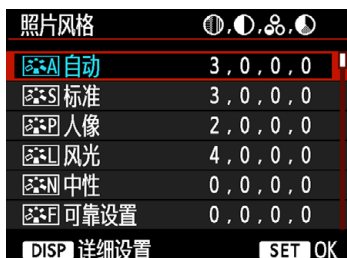 照片风格
A 自动 3 , 0 , 0 , 0
S 标准 3 , 0 , 0 , 0
P 人像 2 , 0 , 0 , 0
L 风光 4 , 0 , 0 , 0
N 中性 0 , 0 , 0 , 0
F 可靠设置 0 , 0 , 0 , 0
DISP 详细设置 SET OK